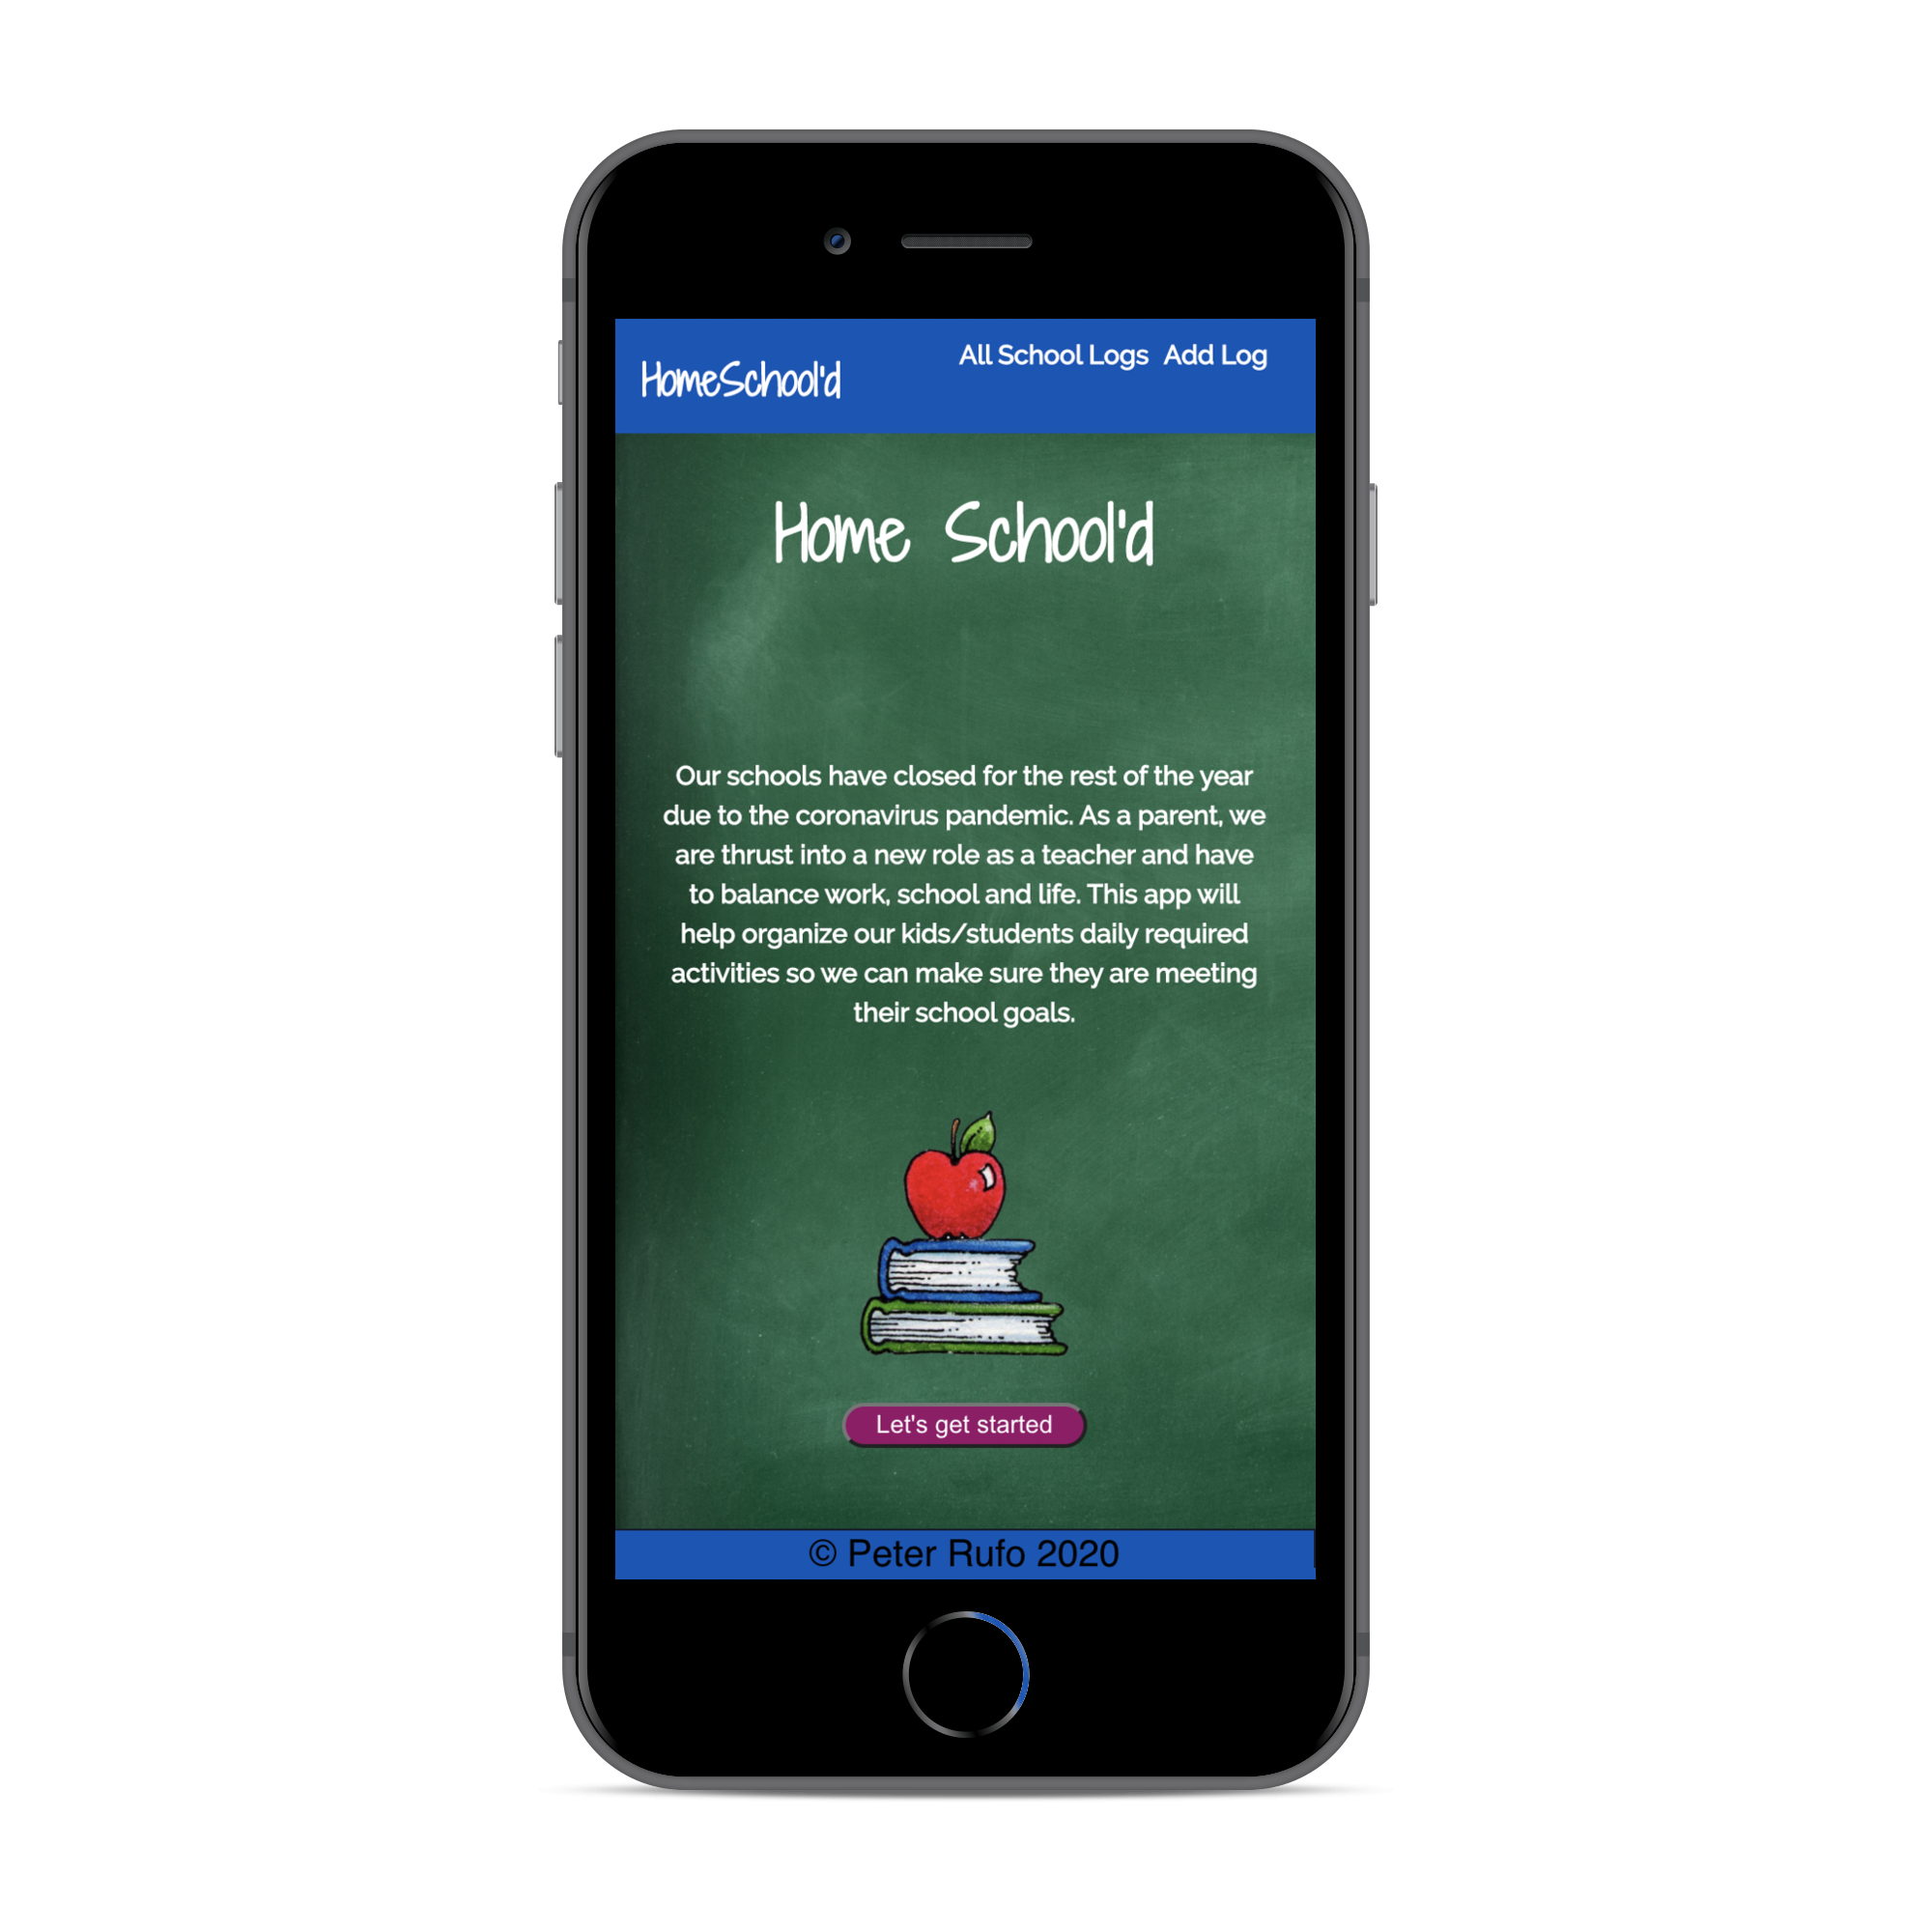 HomeSchool'd
All School Logs Add Log
Home School'd
Our schools have closed for the rest of the year
due to the coronavirus pandemic. As a parent, we
are thrust into a new role as a teacher and have
to balance work, school and life. This app will
help organize our kids/students daily required
activities so we can make sure they are meeting
their school goals.
Let's get started
© Peter Rufo 2020